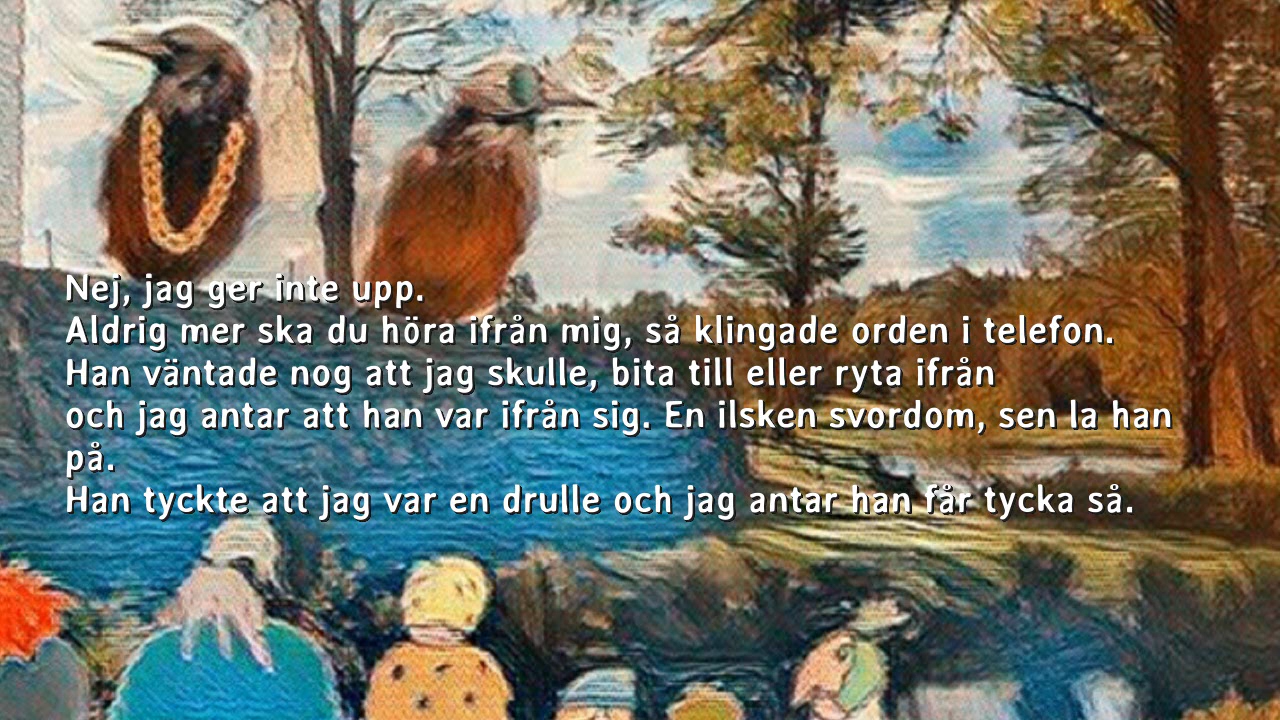 Nej, jag ger inte upp.
Aldrig mer ska du höra ifrån mig, så klingade orden i telefon.
Han väntade nog att jag skulle, bita till eller ryta ifrån
och jag antar att han var ifrån sig. En ilsken svordom, sen la han
på.
Han tyckte att jag var en drulle och jag antar han får tycka så.